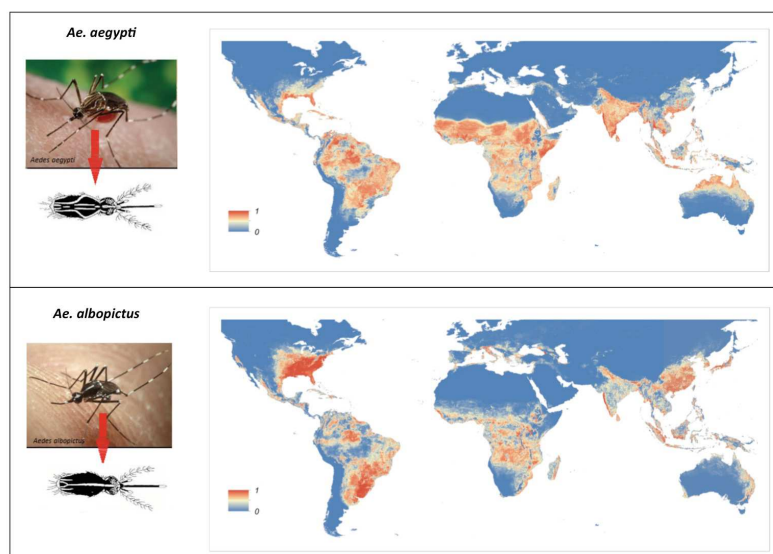 Ae. aegypti
Aedes aegypti
1
0
Ae. albopictus
Aedes albopictus
1
0